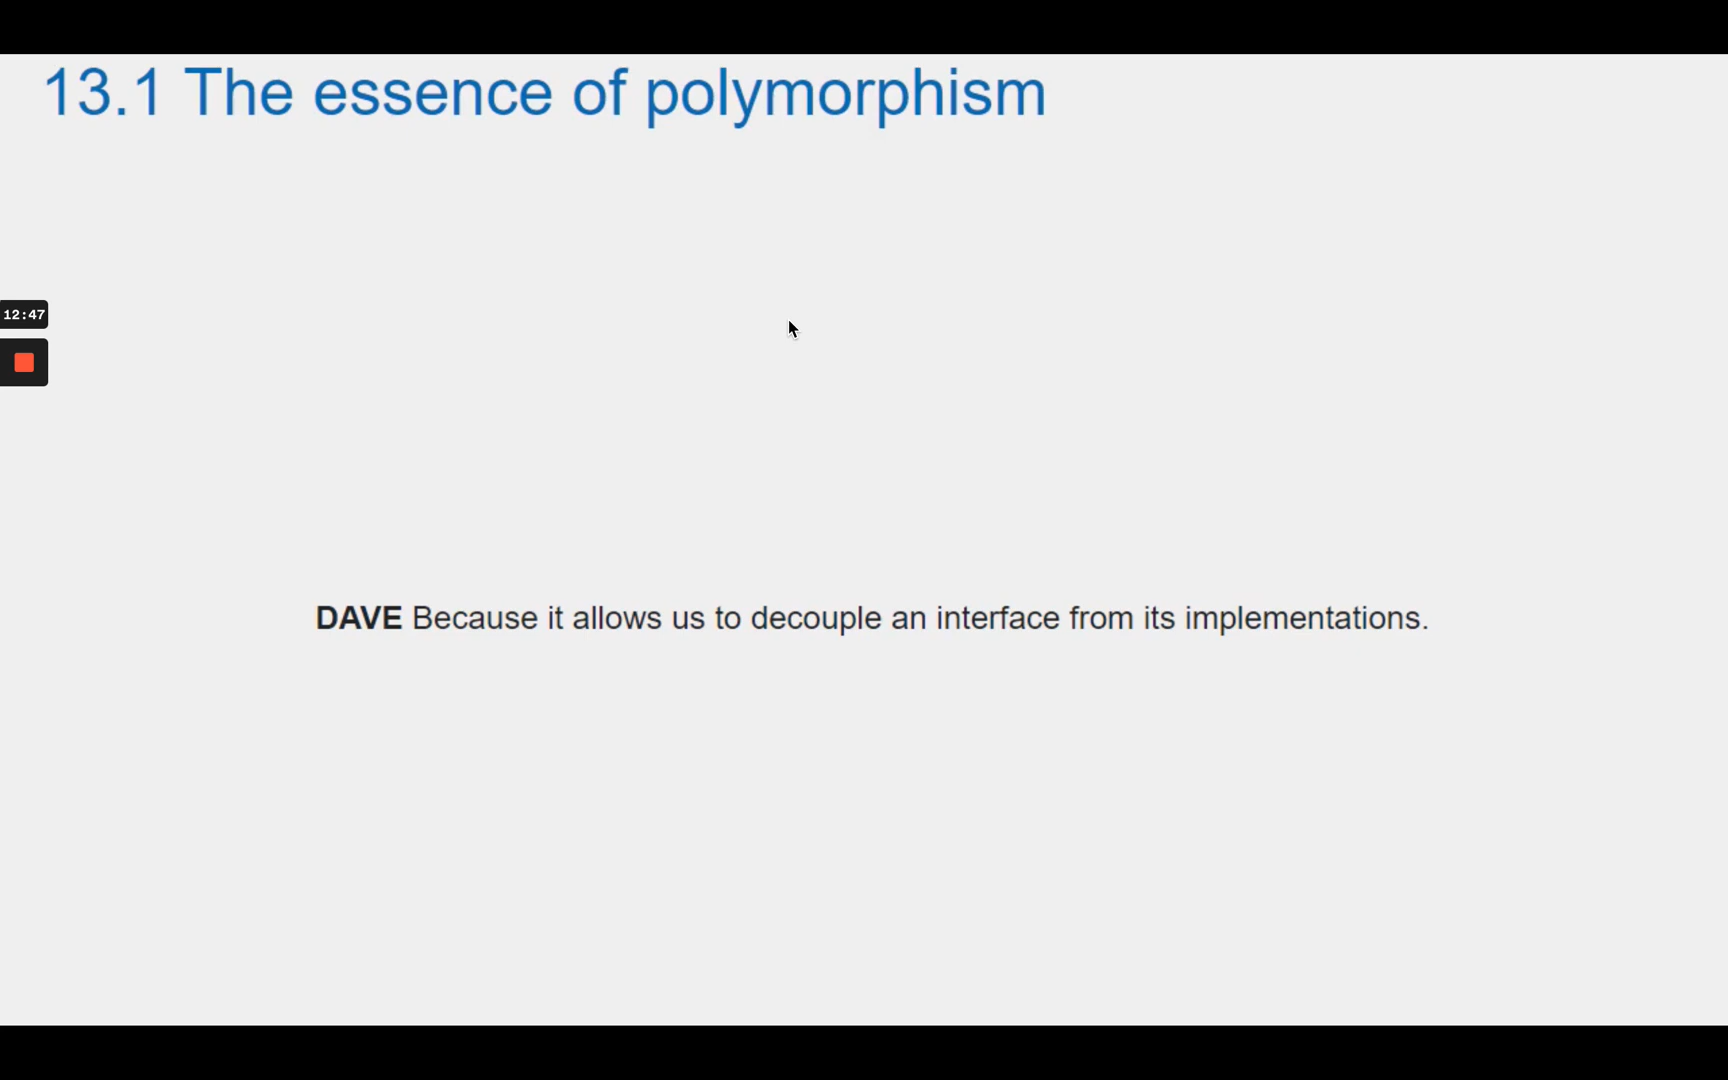 13.1 The essence of polymorphism
12:47
DAVE Because it allows us to decouple an interface from its implementations.